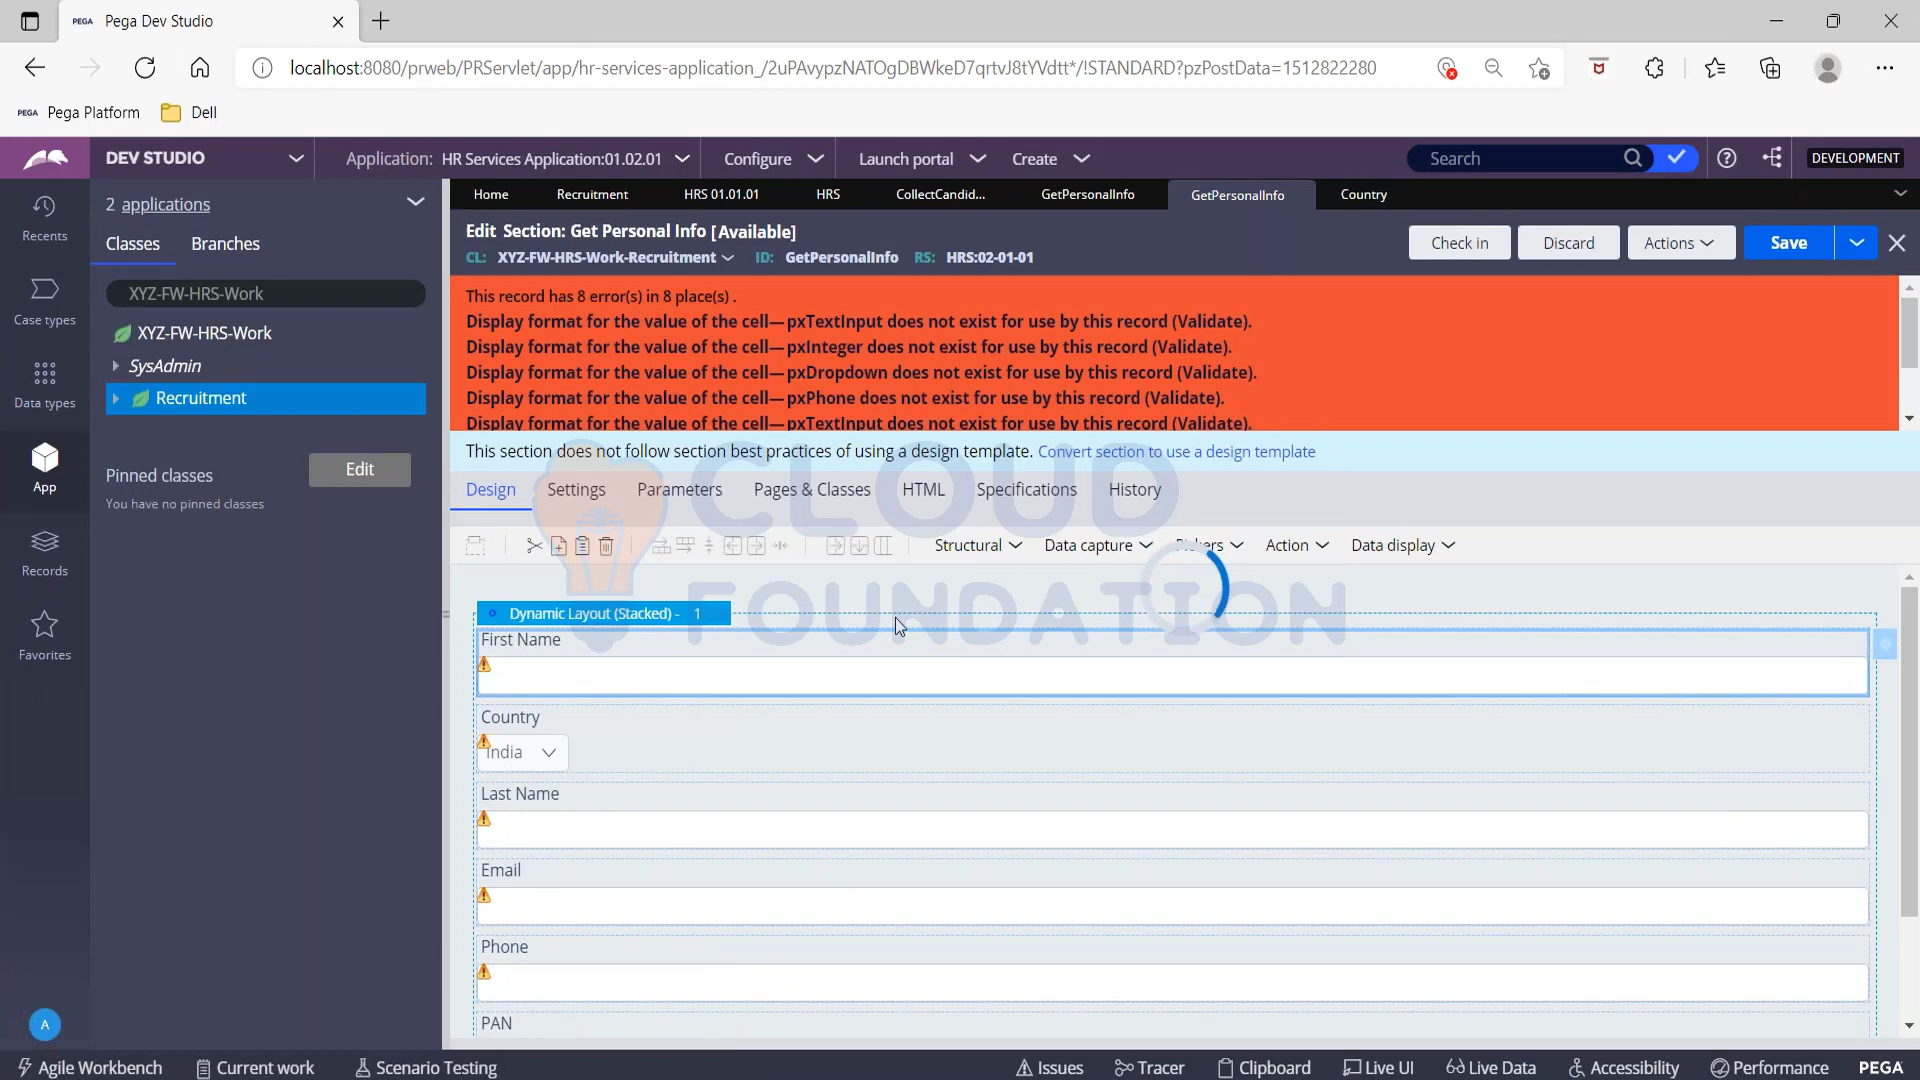 PEGA Pega Dev Studio
localhost:8080/prweb/PRServlet/app/hr-services-application_/2uPAvypzNATOgDBWkeD7qrtvJ8tYVdtt*/!STANDARD?pzPostData=1512822280
PEGA Pega Platform Dell
DEV STUDIO Application: HR Services Application:01.02.01 Configure Launch portal Create Search DEVELOPMENT
Home Recruitment HRS 01.01.01 HRS CollectCandid... GetPersonalInfo GetPersonalInfo Country
Recents
Case types
Data types
App
Records
Favorites
A
2 applications
Classes Branches
XYZ-FW-HRS-Work
XYZ-FW-HRS-Work
SysAdmin
Recruitment
Pinned classes Edit
You have no pinned classes
Edit Section: Get Personal Info [Available]
CL: XYZ-FW-HRS-Work-Recruitment ID: GetPersonalInfo RS: HRS:02-01-01
Check in Discard Actions Save
This record has 8 error(s) in 8 place(s) .
Display format for the value of the cell—pxTextInput does not exist for use by this record (Validate).
Display format for the value of the cell—pxInteger does not exist for use by this record (Validate).
Display format for the value of the cell—pxDropdown does not exist for use by this record (Validate).
Display format for the value of the cell—pxPhone does not exist for use by this record (Validate).
Display format for the value of the cell—pxTextInput does not exist for use by this record (Validate).
This section does not follow section best practices of using a design template. Convert section to use a design template
Design Settings Parameters Pages & Classes HTML Specifications History
Structural Data capture Pickers Action Data display
CLOUD
FOUNDATION
Dynamic Layout (Stacked) - 1
First Name
Country
India
Last Name
Email
Phone
PAN
Agile Workbench Current work Scenario Testing Issues Tracer Clipboard Live UI Live Data Accessibility Performance PEGA